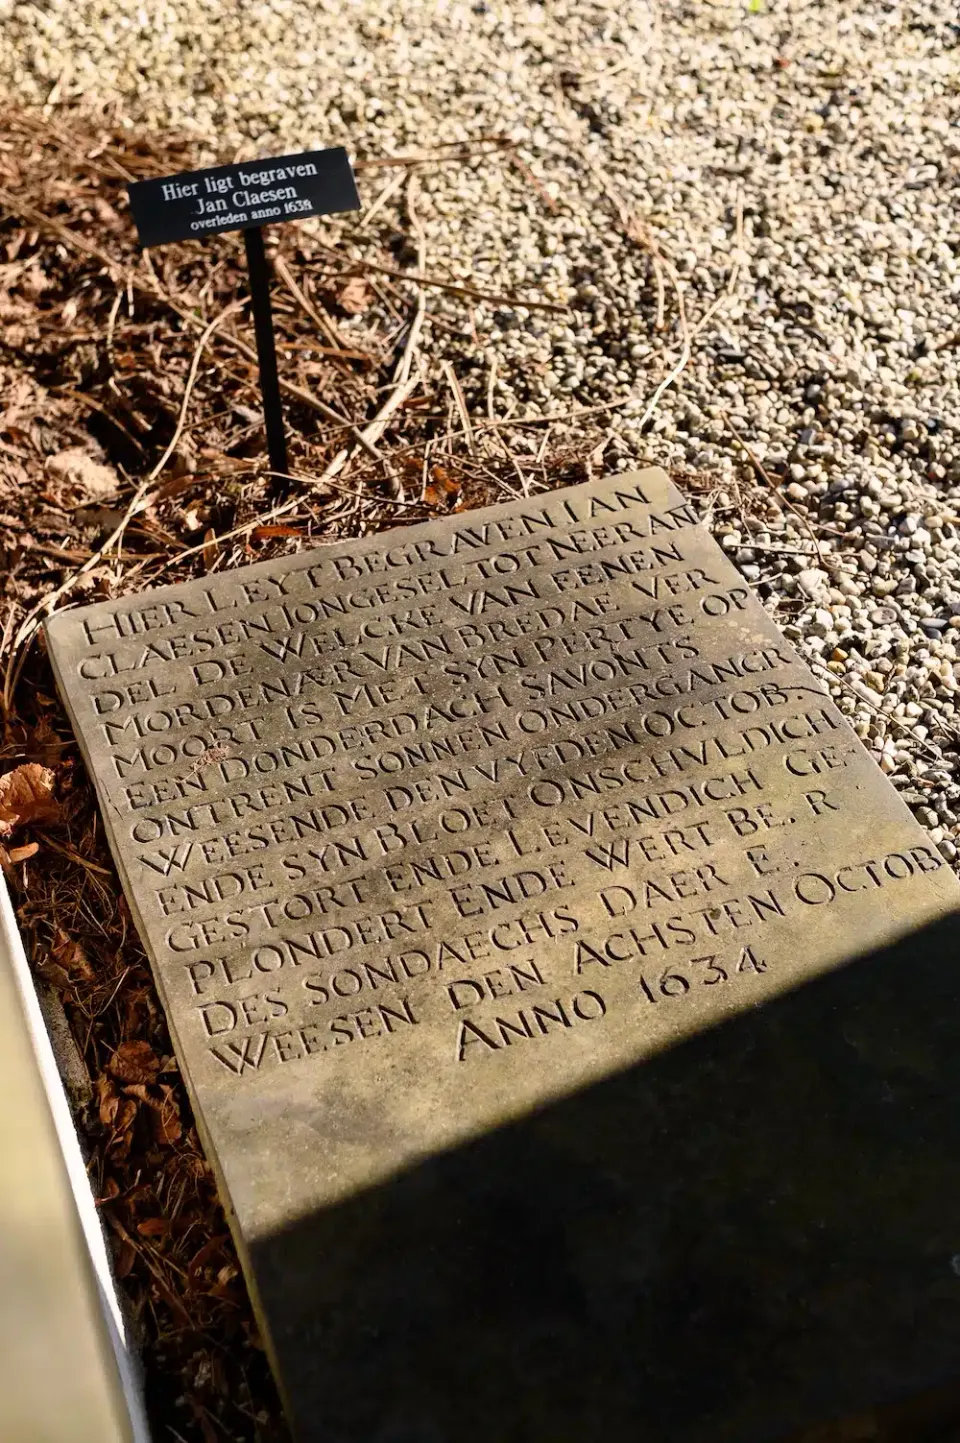 Hier ligt begraven
Jan Claesen
overleden anno
HIER LEYT BEGRAVEN IAN
CLAESEN IONGESEL TOT NEERAN
DEL DE WELCKE VAN EENEN
MORDENÆR VAN BREDAE VER
MOORT IS MET SYN PERTYE OP
EEN DONDERDACH SAVONTS
ONTRENT SONNEN ONDERGANCK
WEESENDE DEN VYFDEN OCTOB.
ENDE SYN BLOET ONSCHVLDICH
GESTORT ENDE LEVENDICH GE.
PLONDERT ENDE WERT BE. R
DES SONDAECHS DAER E.
WEESEN DEN ACHSTEN OCTOB
ANNO 1634